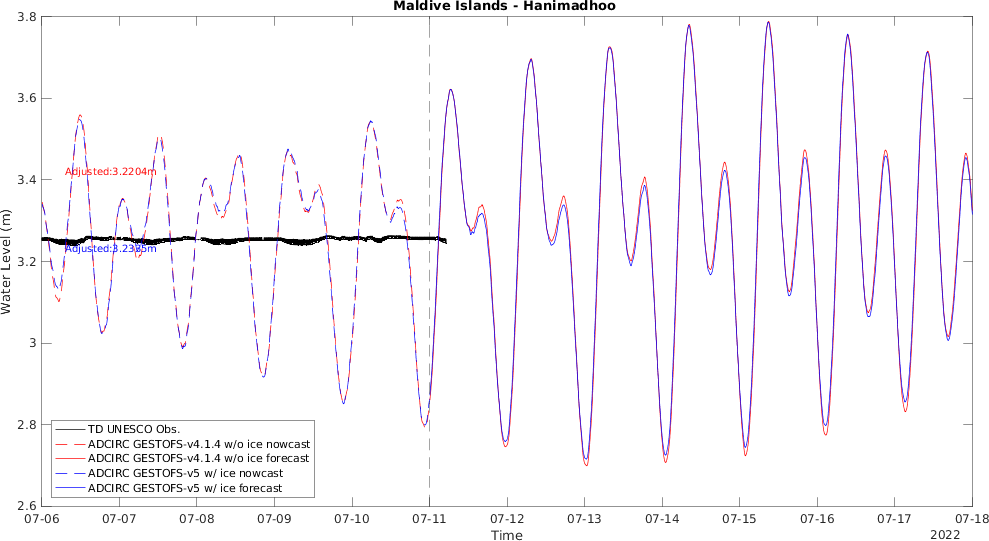 Maldive Islands - Hanimadhoo
Water Level (m)
3.8
3.6
3.4
3.2
3
2.8
2.6
Adjusted:3.2204m
TD UNESCO Obs.
ADCIRC GESTOFS-v4.1.4 w/o ice nowcast
ADCIRC GESTOFS-v4.1.4 w/o ice forecast
ADCIRC GESTOFS-v5 w/ ice nowcast
ADCIRC GESTOFS-v5 w/ ice forecast
07-06 07-07 07-08 07-09 07-10 07-11 07-12 07-13 07-14 07-15 07-16 07-17 07-18
Time
2022